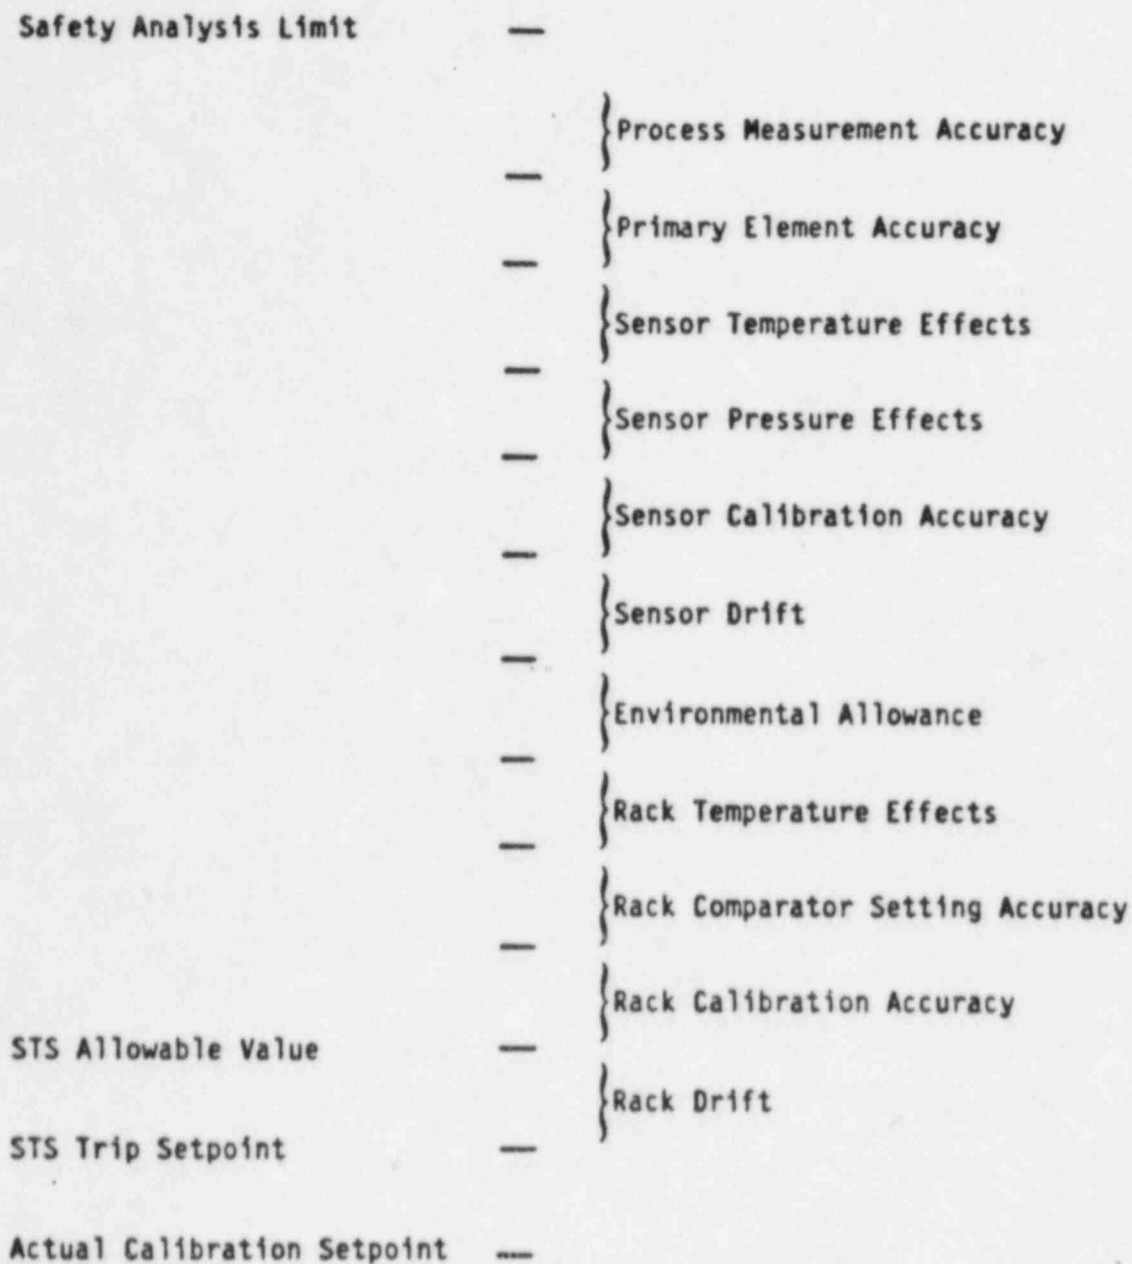 Safety Analysis Limit
Process Measurement Accuracy
Primary Element Accuracy
Sensor Temperature Effects
Sensor Pressure Effects
Sensor Calibration Accuracy
Sensor Drift
Environmental Allowance
Rack Temperature Effects
Rack Comparator Setting Accuracy
Rack Calibration Accuracy
STS Allowable Value
Rack Drift
STS Trip Setpoint
Actual Calibration Setpoint